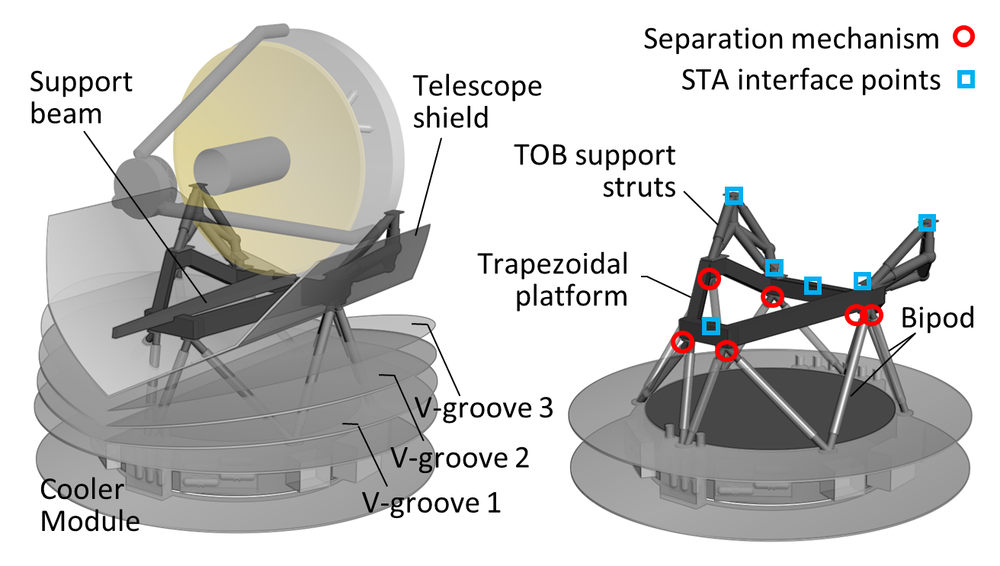 Separation mechanism
STA interface points
Support
beam
Telescope
shield
TOB support
struts
Trapezoidal
platform
Bipod
V-groove 3
V-groove 2
V-groove 1
Cooler
Module